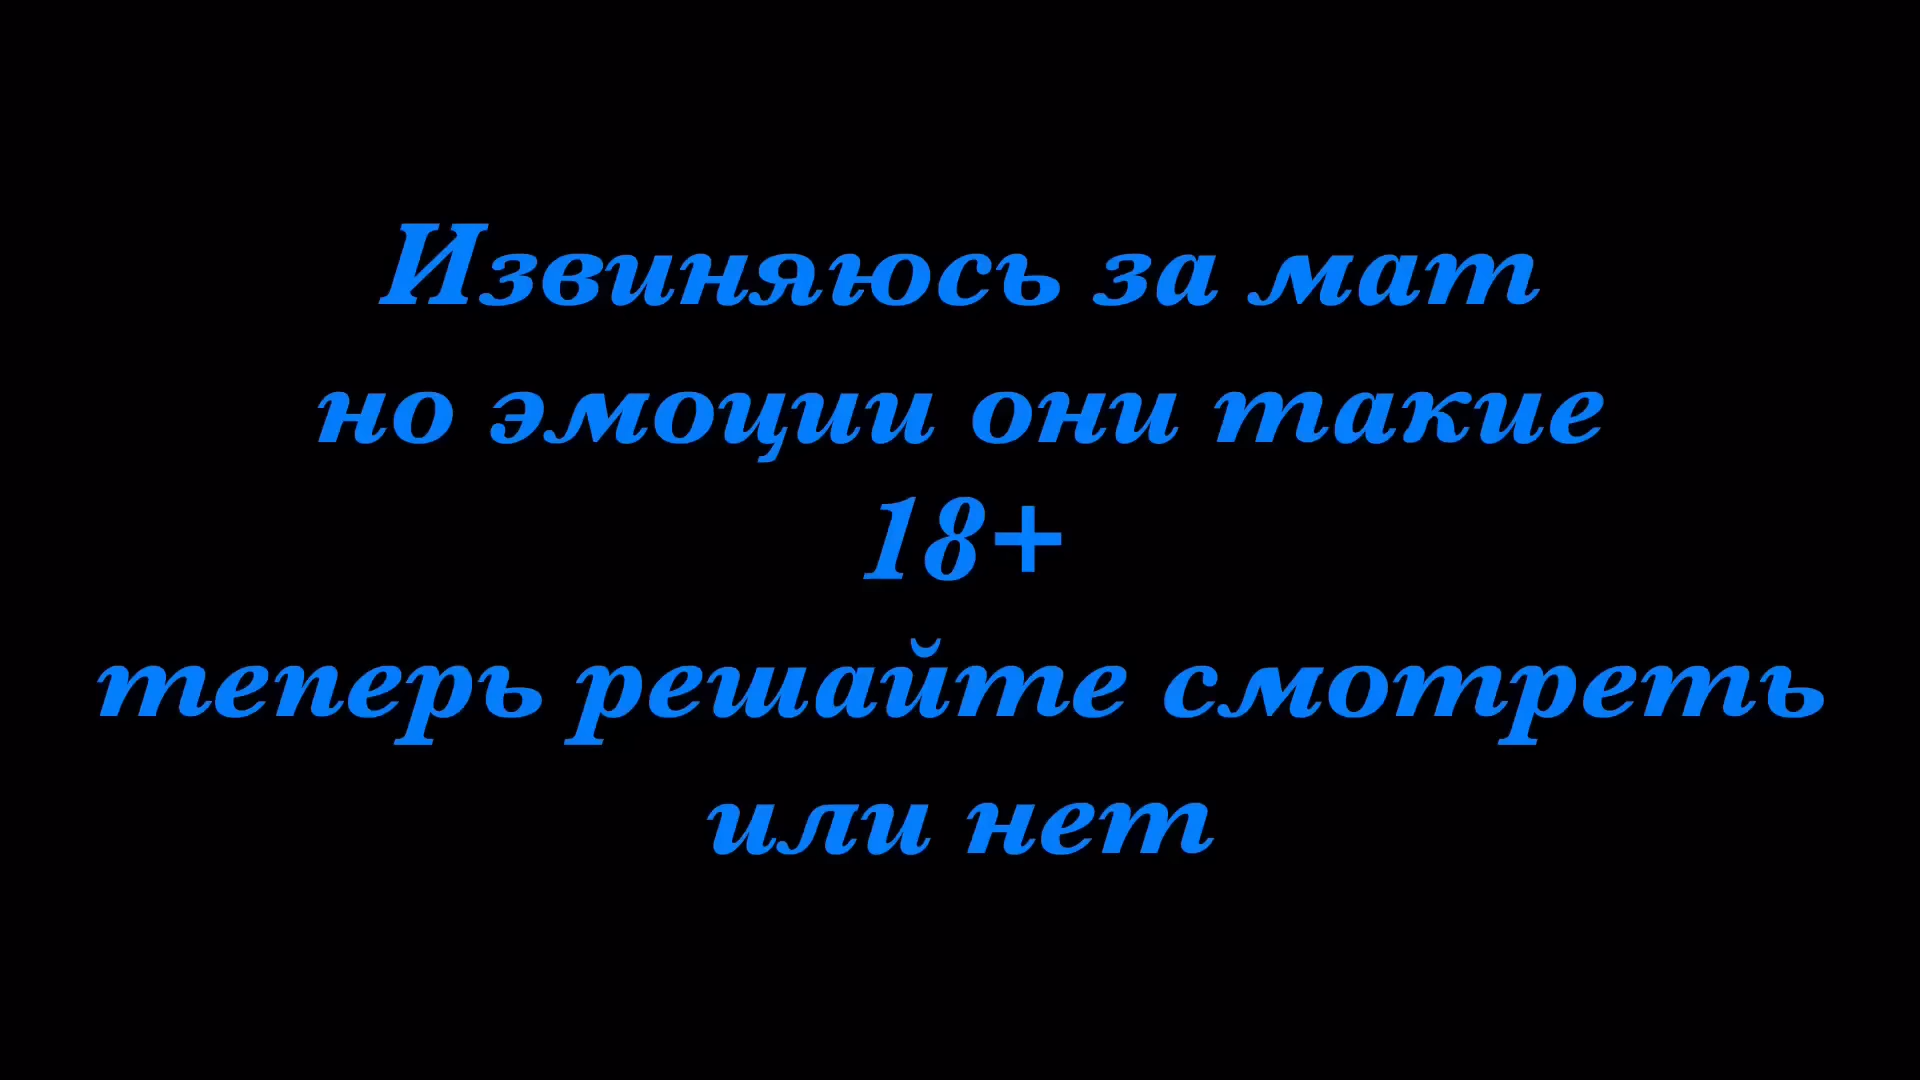 Извиняюсь за мат
но эмоции они такие
18+
теперь решайте смотреть
или нет